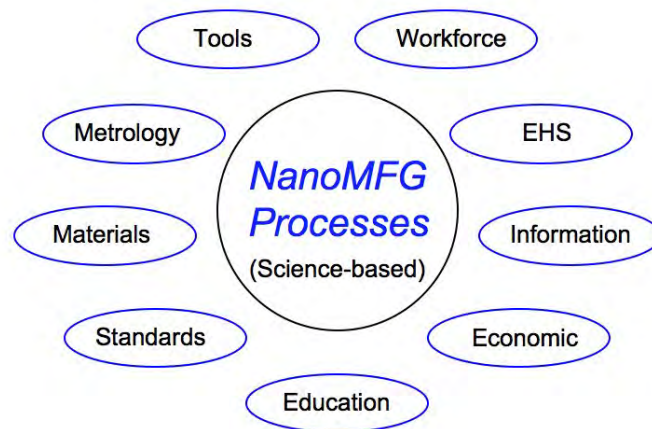 Tools
Workforce
Metrology
EHS
NanoMFG
Processes
(Science-based)
Materials
Information
Standards
Economic
Education